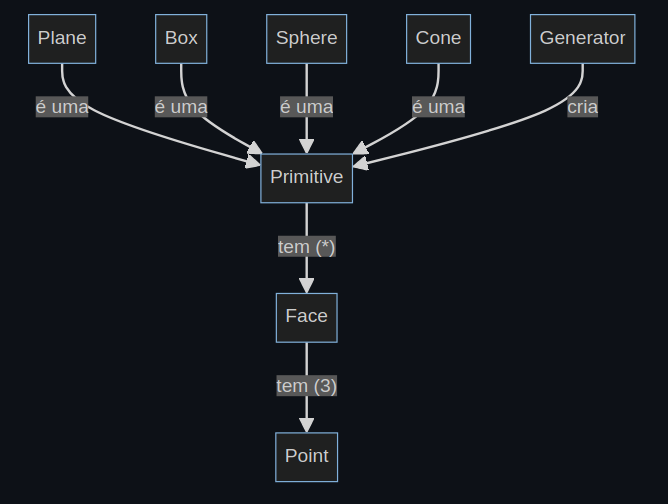 Plane
Box
Sphere
Cone
Generator
é uma
é uma
é uma
é uma
cria
Primitive
tem (*)
Face
tem (3)
Point